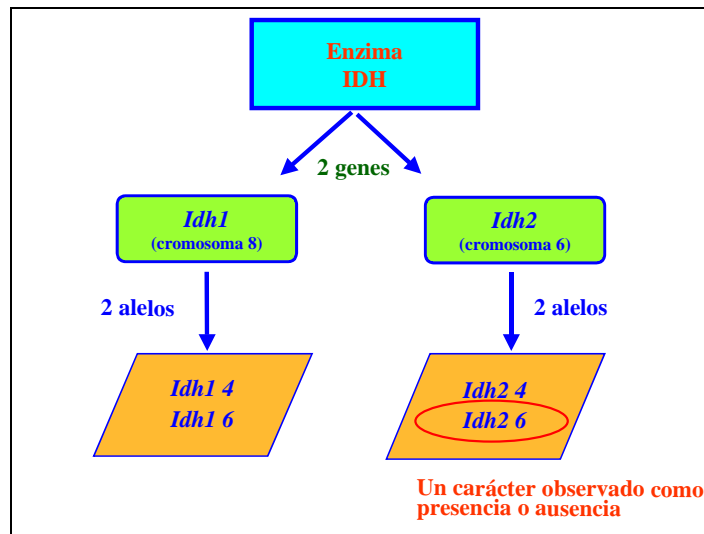 Enzima
IDH
2 genes
Idh1
(cromosoma 8)
Idh2
(cromosoma 6)
2 alelos
2 alelos
Idh1 4
Idh1 6
Idh2 4
Idh2 6
Un carácter observado como
presencia o ausencia